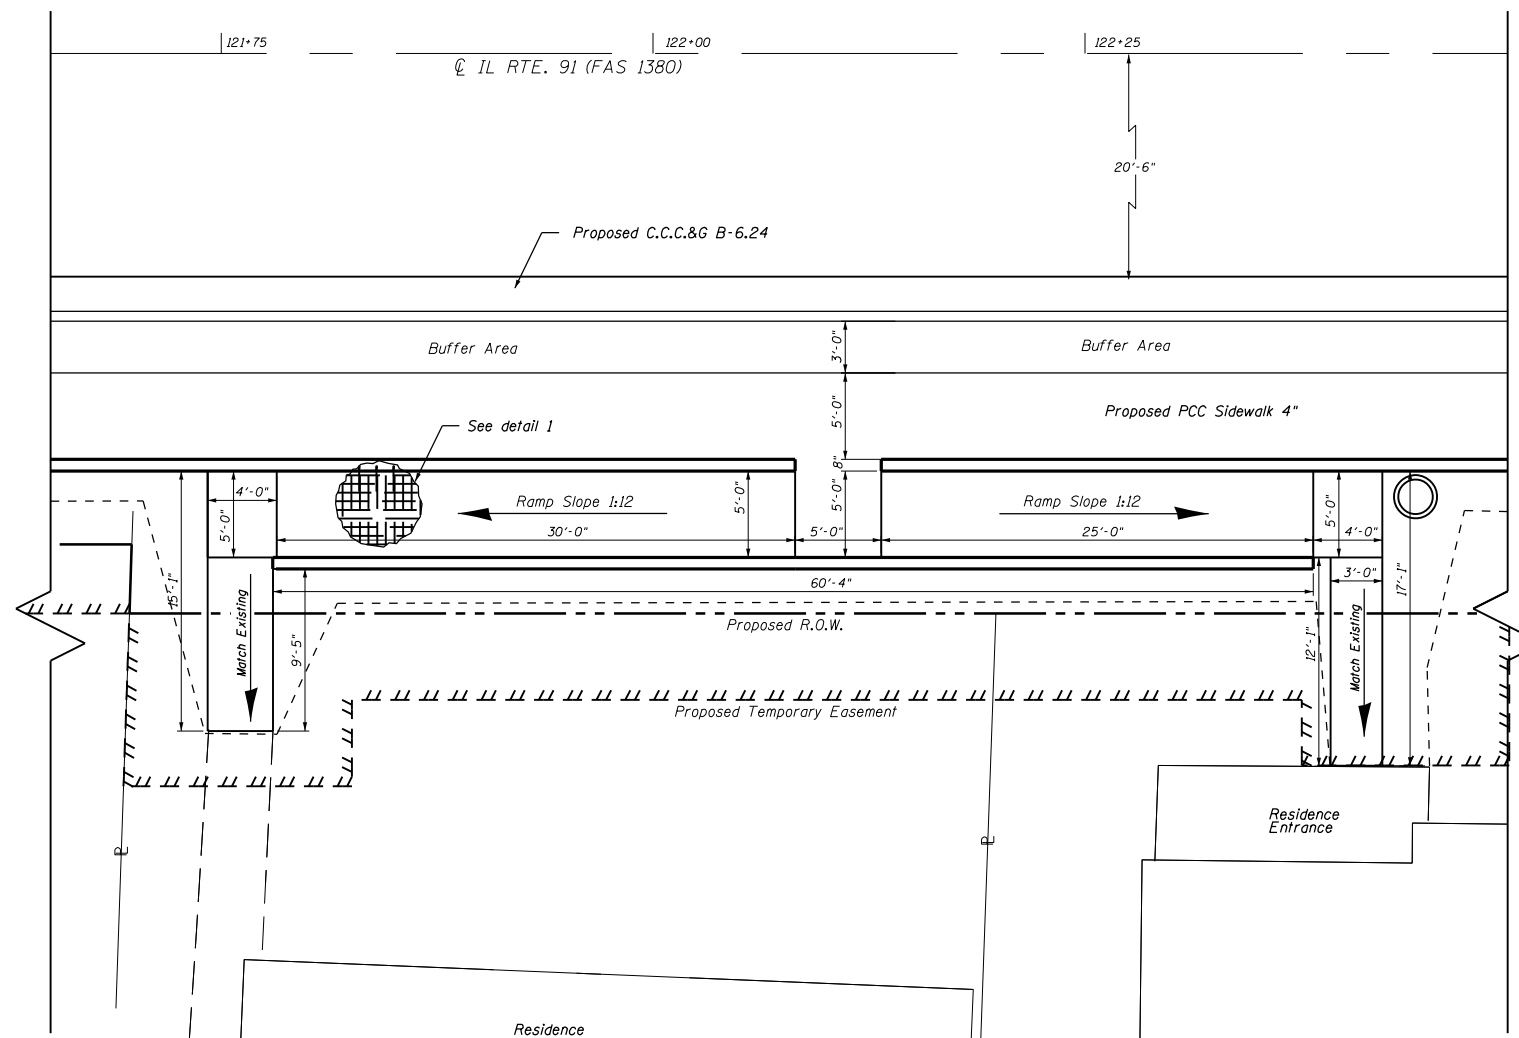 121+75
122+00
122+25
℄ IL RTE. 91 (FAS 1380)
20'-6"
Proposed C.C.C.&G B-6.24
Buffer Area
3'-0"
Buffer Area
5'-0"
Proposed PCC Sidewalk 4"
See detail 1
8"
4'-0"
5'-0"
Ramp Slope 1:12
30'-0"
5'-0"
5'-0"
5'-0"
Ramp Slope 1:12
25'-0"
5'-0"
4'-0"
15'-1"
60'-4"
3'-0"
17'-1"
Match Existing
9'-5"
Proposed R.O.W.
12'-1"
Match Existing
Proposed Temporary Easement
Residence
Entrance
PL
PL
Residence